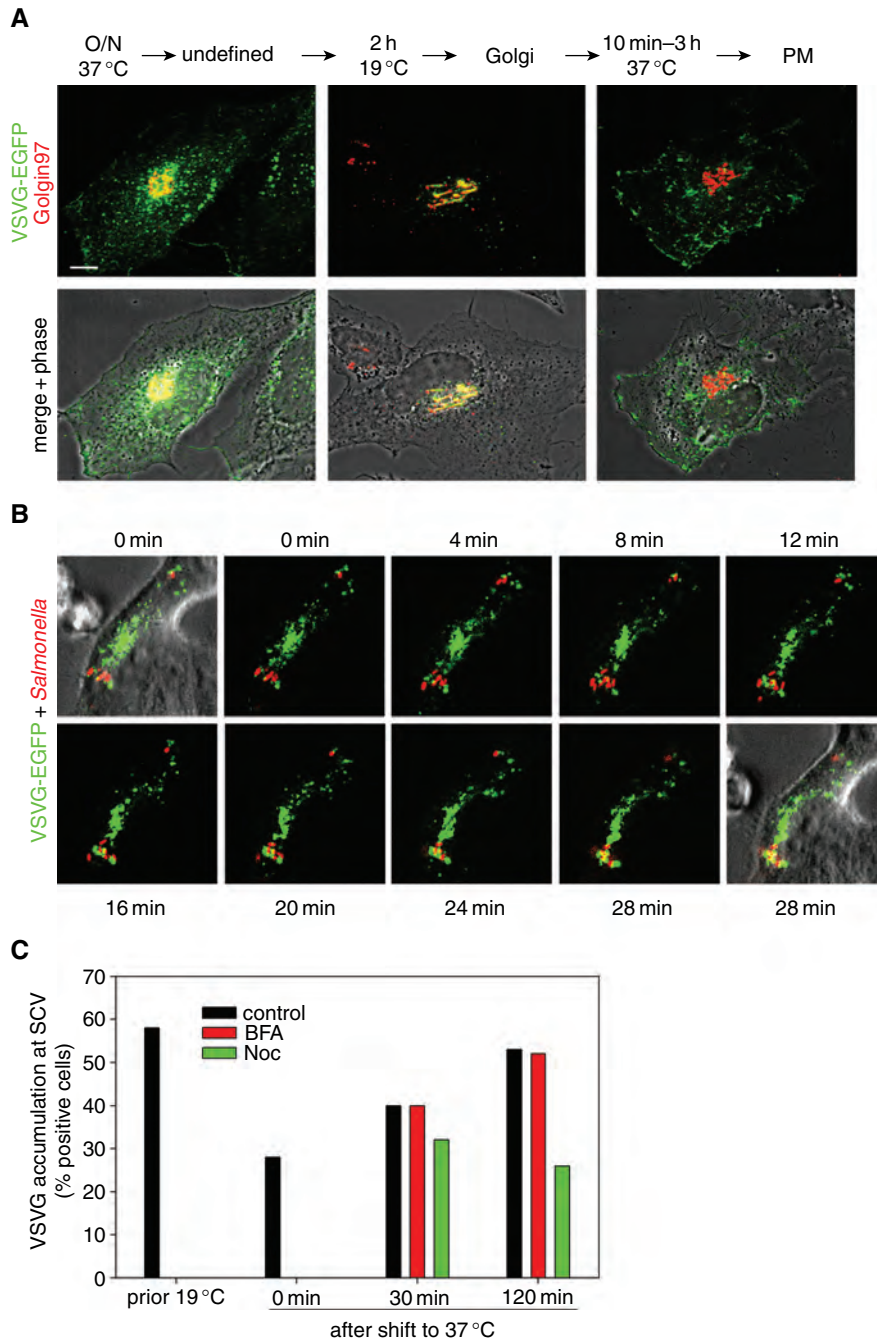 A
O/N
37 °C
undefined
2 h
19 °C
Golgi
10 min–3 h
37 °C
PM
VSVG-EGFP
Golgin97
merge + phase
B
0 min
0 min
4 min
8 min
12 min
VSVG-EGFP + Salmonella
16 min
20 min
24 min
28 min
28 min
C
VSVG accumulation at SCV
(% positive cells)
70
60
50
40
30
20
10
0
control
BFA
Noc
prior 19 °C
0 min
30 min
120 min
after shift to 37 °C